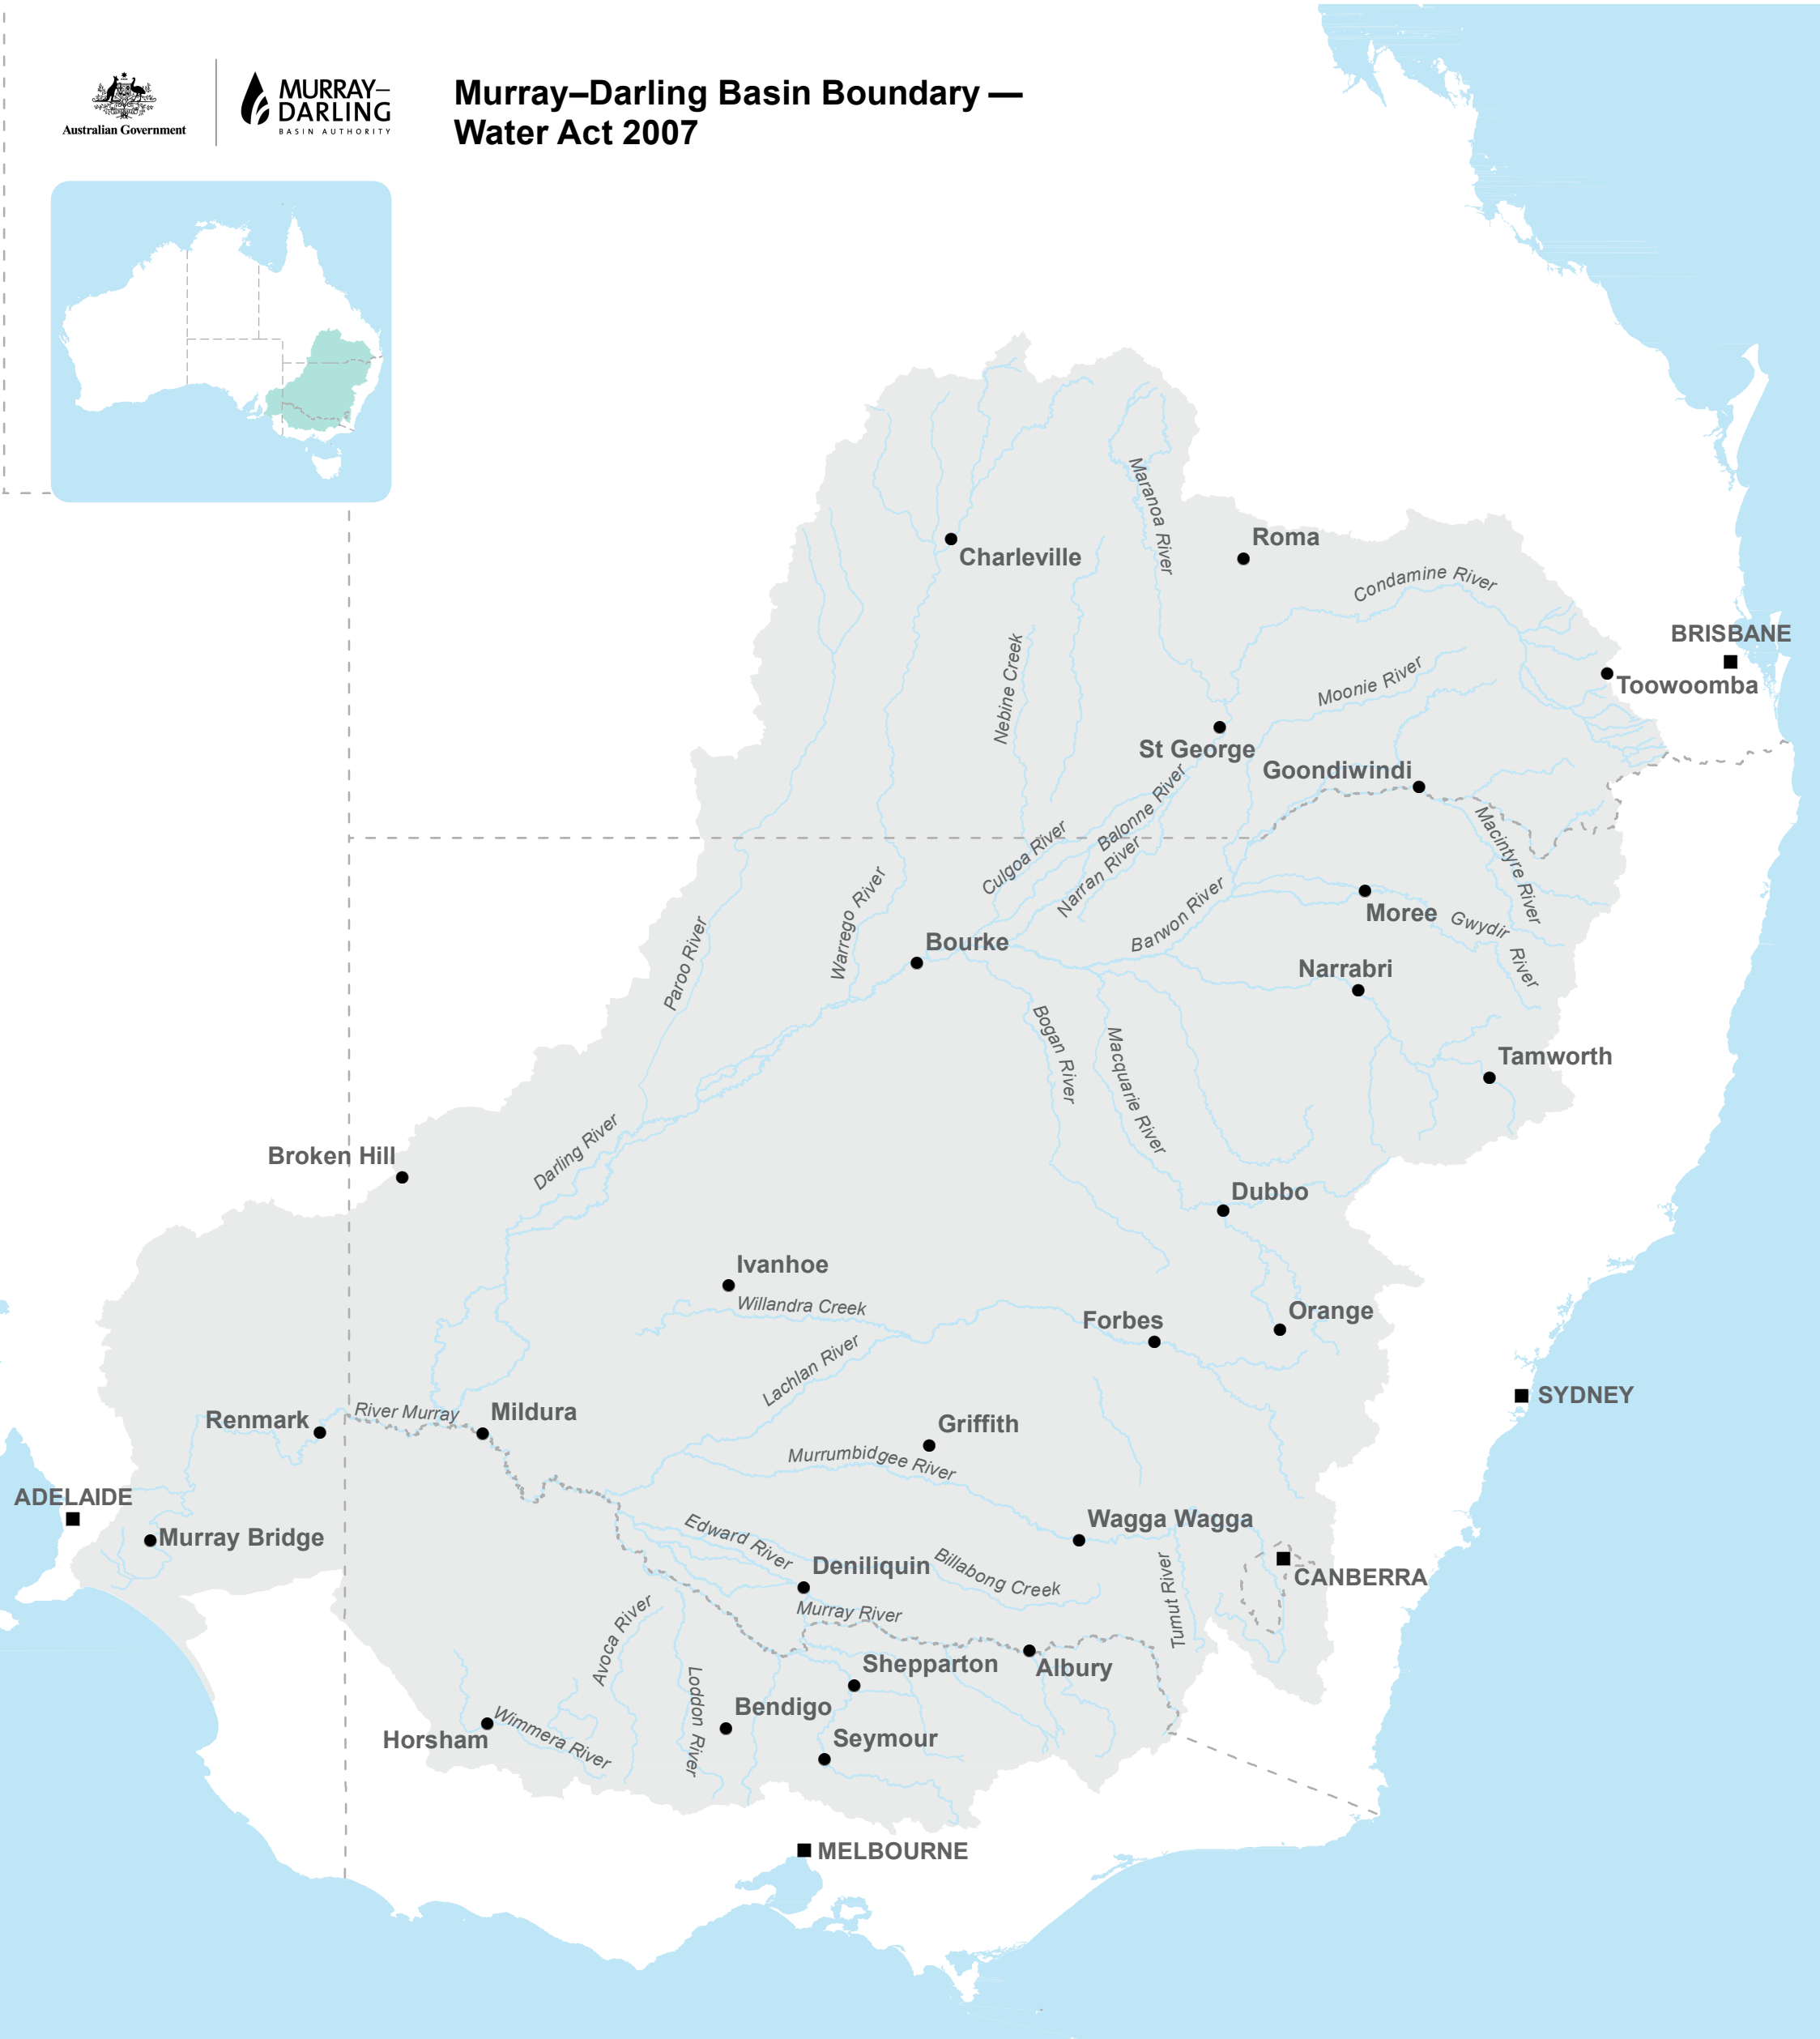 Australian Government
MURRAY–
DARLING
BASIN AUTHORITY
Murray–Darling Basin Boundary —
Water Act 2007
Maranoa River
Roma
Charleville
Condamine River
BRISBANE
Nebine Creek
Moonie River
Toowoomba
St George
Goondiwindi
Balonne River
Culgoa River
Narran River
Macintyre River
Warrego River
Barwon River
Moree
Gwydir River
Paroo River
Bourke
Narrabri
Bogan River
Macquarie River
Tamworth
Darling River
Broken Hill
Dubbo
Ivanhoe
Willandra Creek
Orange
Forbes
Lachlan River
SYDNEY
River Murray
Mildura
Renmark
Griffith
Murrumbidgee River
ADELAIDE
Murray Bridge
Wagga Wagga
Edward River
Deniliquin
Billabong Creek
Tumut River
CANBERRA
Murray River
Avoca River
Shepparton
Albury
Loddon River
Bendigo
Horsham
Wimmera River
Seymour
MELBOURNE